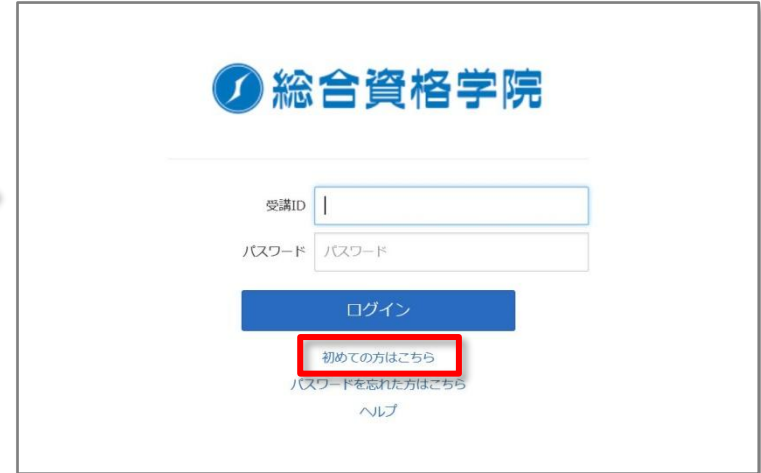 総合資格学院
受講ID
パスワード パスワード
ログイン
初めての方はこちら
パスワードを忘れた方はこちら
ヘルプ